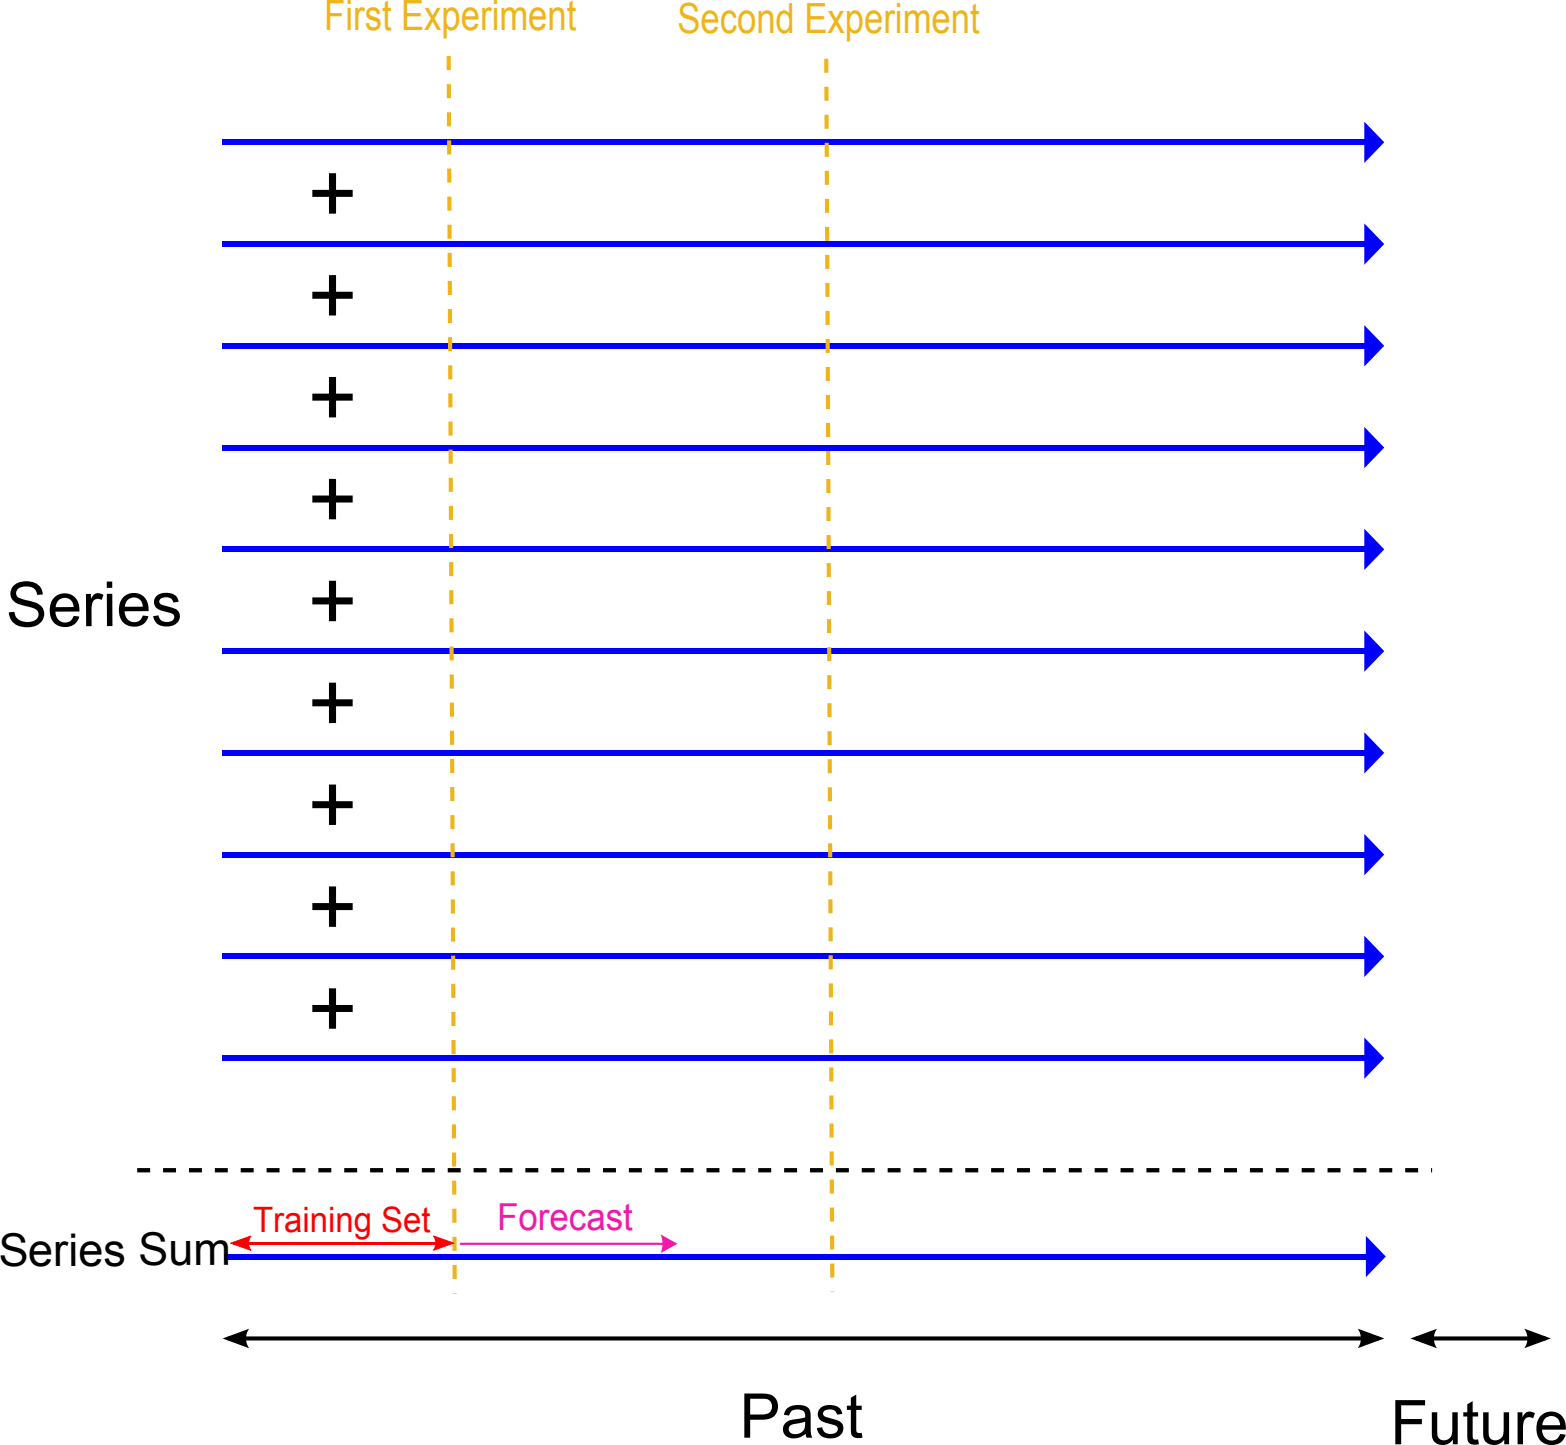 First Experiment
Second Experiment
+
+
+
+
+
Series
+
+
+
+
Training Set
Forecast
Series Sum
Past
Future